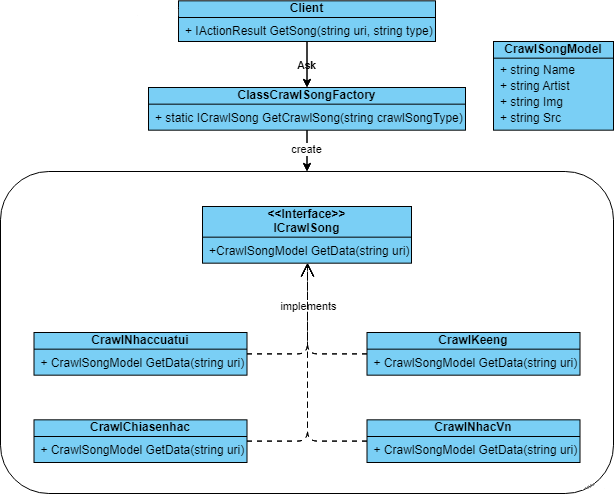 Client
+ IActionResult GetSong(string uri, string type)
Ask
CrawlSongModel
+ string Name
+ string Artist
+ string Img
+ string Src
ClassCrawlSongFactory
+ static ICrawlSong GetCrawlSong(string crawlSongType)
create
<<Interface>>
ICrawlSong
+CrawlSongModel GetData(string uri)
implements
CrawlNhaccuatui
+ CrawlSongModel GetData(string uri)
CrawlKeeng
+ CrawlSongModel GetData(string uri)
CrawlChiasenhac
+ CrawlSongModel GetData(string uri)
CrawlNhacVn
+ CrawlSongModel GetData(string uri)